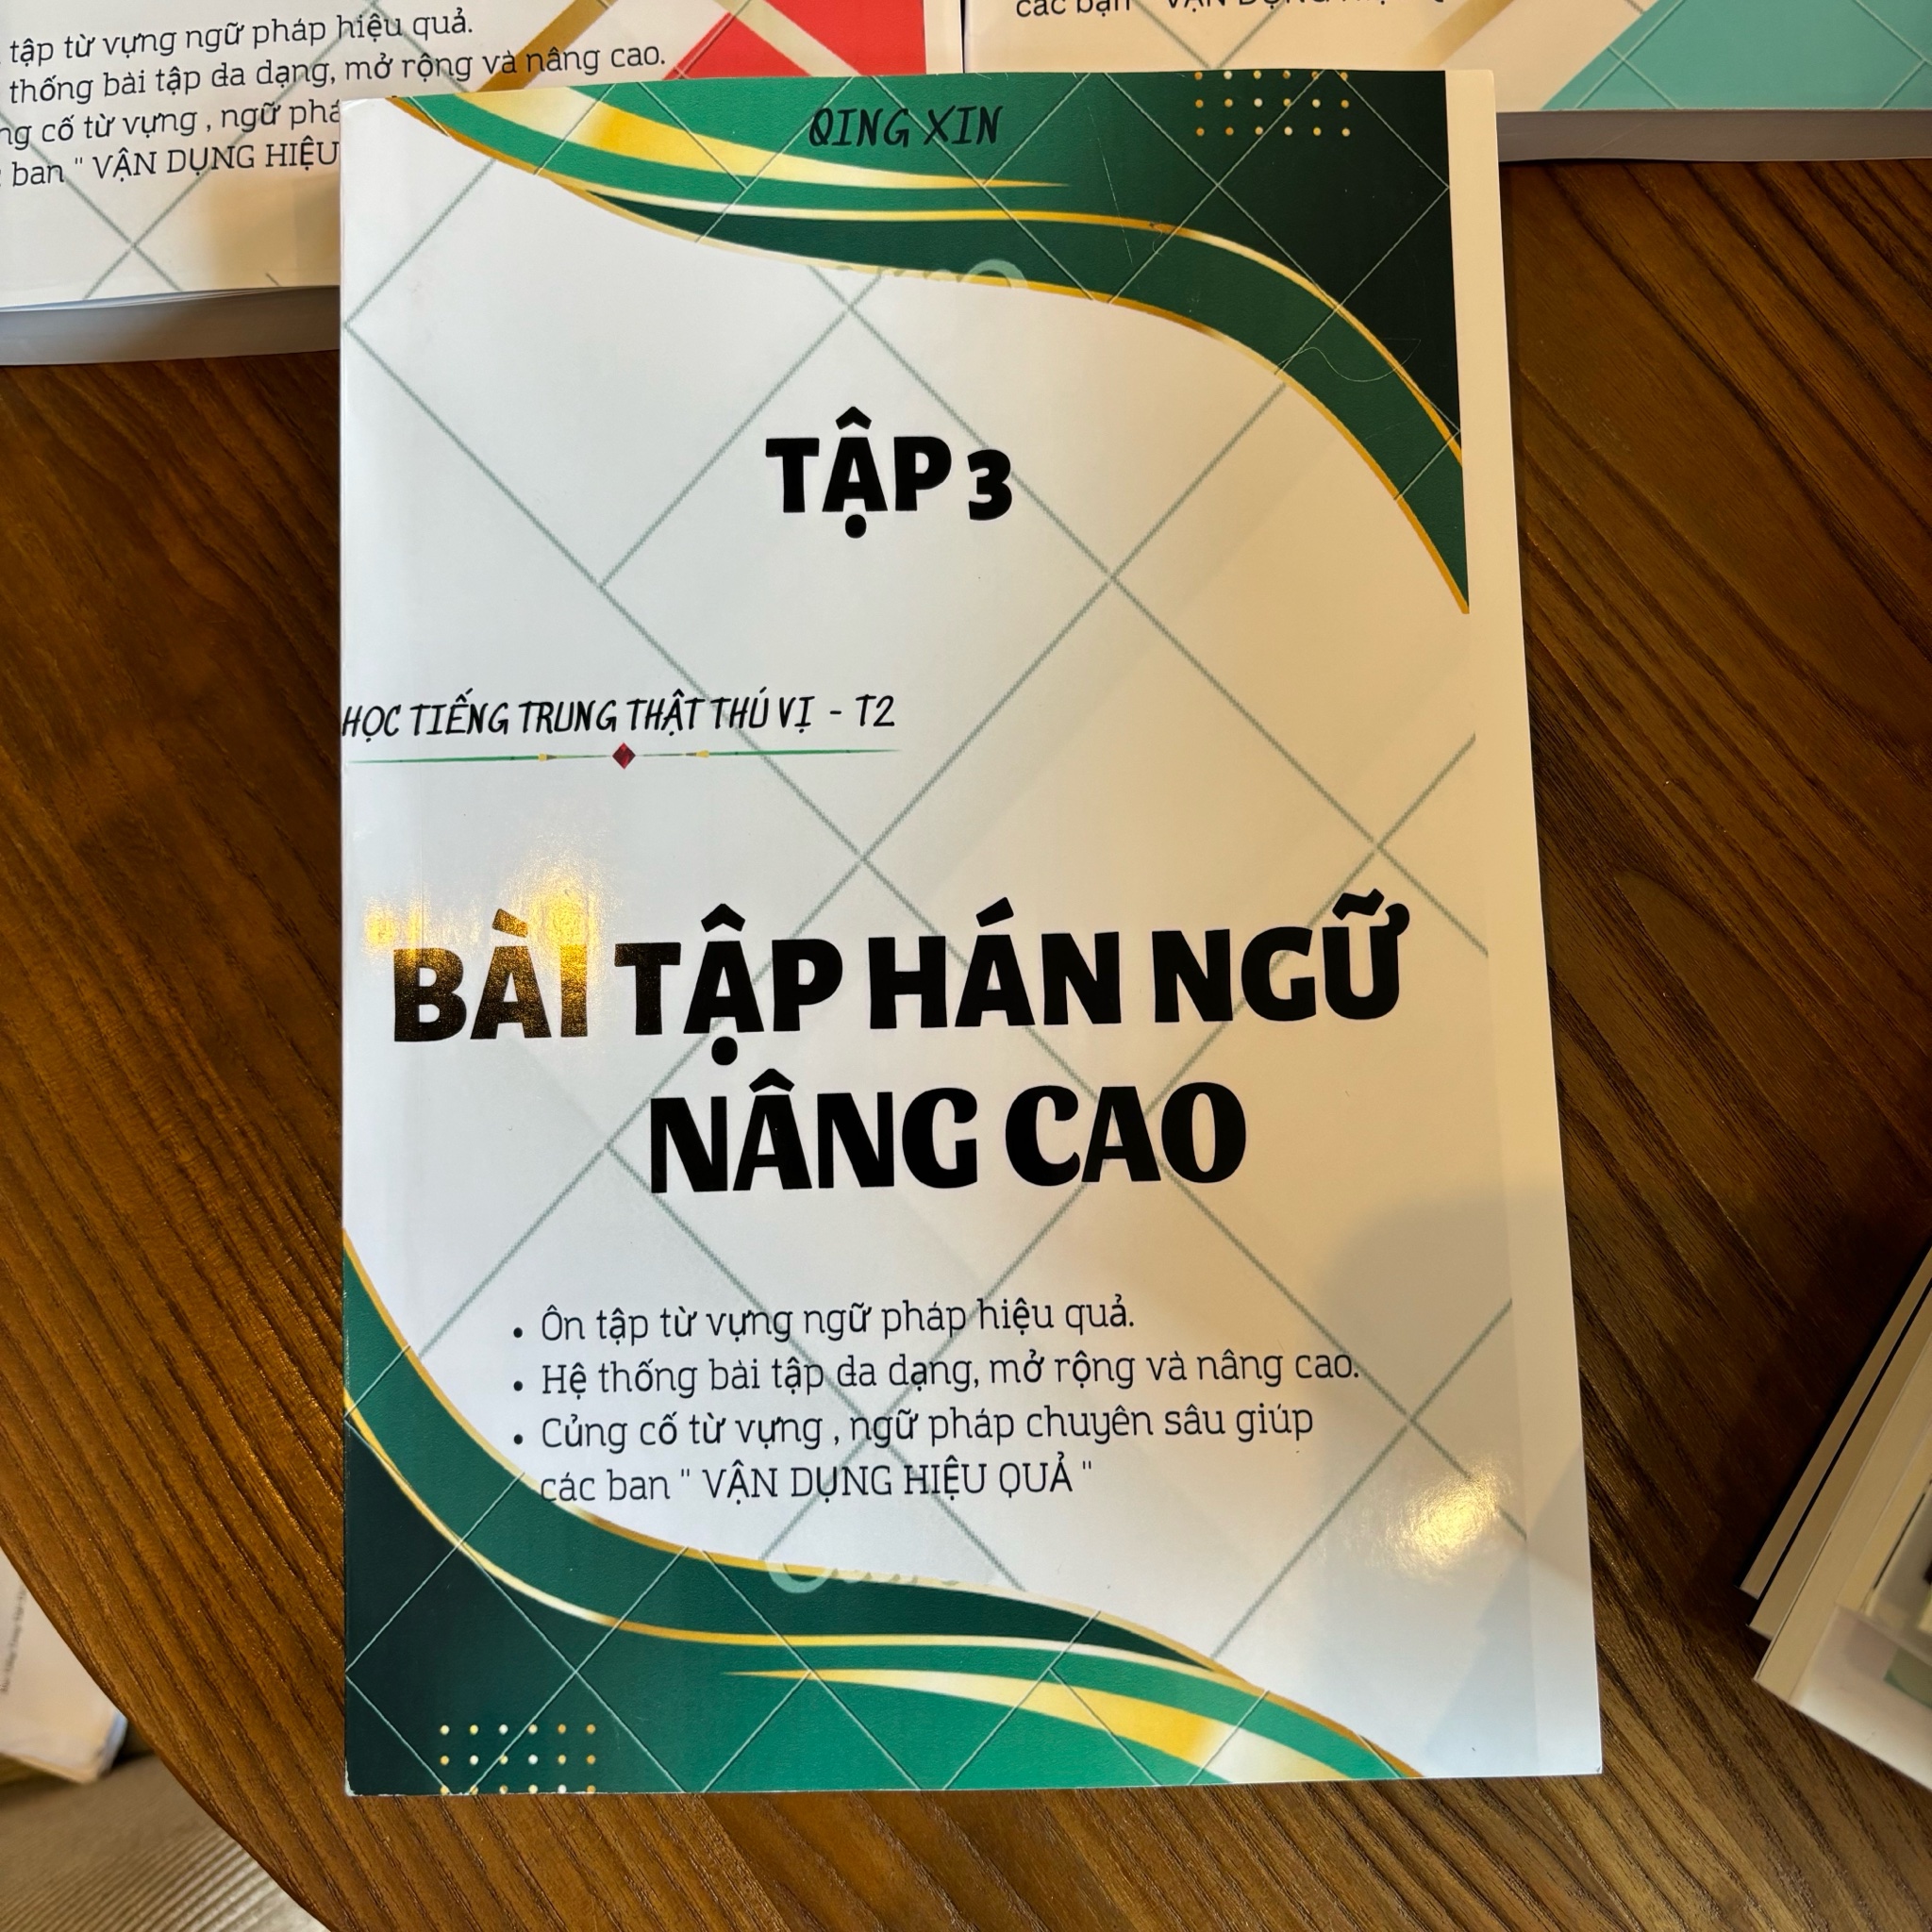 tập từ vựng ngữ pháp hiệu quả.
thống bài tập đa dạng, mở rộng và nâng cao.
cố từ vựng , ngữ
ban " VẬN DỤNG HIỆU
các bạn "
QING XIN
TẬP 3
HỌC TIẾNG TRUNG THẬT THÚ VỊ - T2
BÀI TẬP HÁN NGỮ
NÂNG CAO
• Ôn tập từ vựng ngữ pháp hiệu quả.
• Hệ thống bài tập đa dạng, mở rộng và nâng cao.
• Củng cố từ vựng , ngữ pháp chuyên sâu giúp
các ban " VẬN DỤNG HIỆU QUẢ "